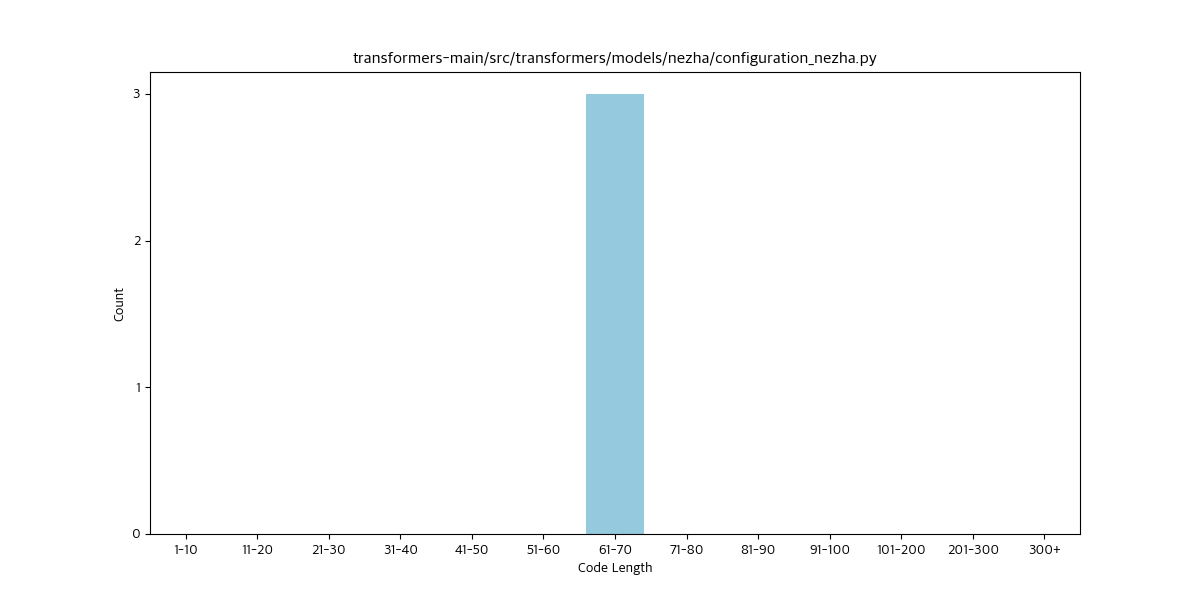 transformers-main/src/transformers/models/nezha/configuration_nezha.py
3
2
1
0
Count
1-10 11-20 21-30 31-40 41-50 51-60 61-70 71-80 81-90 91-100 101-200 201-300 300+
Code Length